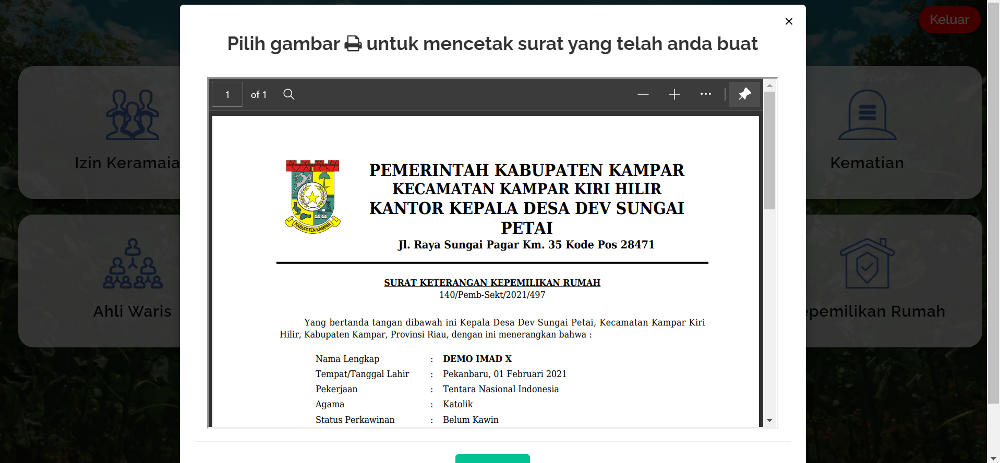 Keluar
Pilih gambar untuk mencetak surat yang telah anda buat
1 of 1
Izin Keramaia
Kematian
Ahli Waris
epemilikan Rumah
KABUPATEN KAMPAR
PEMERINTAH KABUPATEN KAMPAR
KECAMATAN KAMPAR KIRI HILIR
KANTOR KEPALA DESA DEV SUNGAI
PETAI
Jl. Raya Sungai Pagar Km. 35 Kode Pos 28471
SURAT KETERANGAN KEPEMILIKAN RUMAH
140/Pemb-Sekt/2021/497
Yang bertanda tangan dibawah ini Kepala Desa Dev Sungai Petai, Kecamatan Kampar Kiri
Hilir, Kabupaten Kampar, Provinsi Riau, dengan ini menerangkan bahwa :
Nama Lengkap : DEMO IMAD X
Tempat/Tanggal Lahir : Pekanbaru, 01 Februari 2021
Pekerjaan : Tentara Nasional Indonesia
Agama : Katolik
Status Perkawinan : Belum Kawin